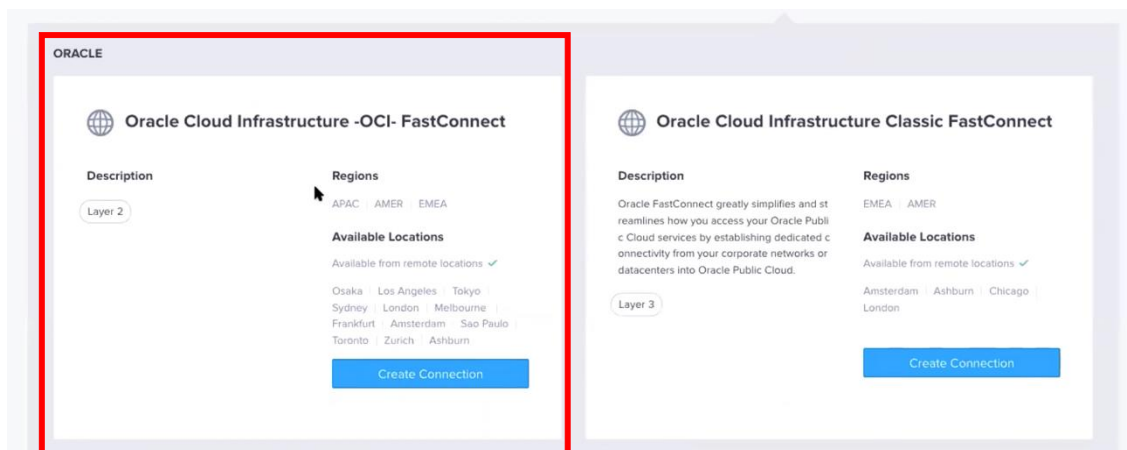 ORACLE
Oracle Cloud Infrastructure -OCI- FastConnect
Description
Layer 2
Regions
APAC | AMER | EMEA
Available Locations
Available from remote locations ✓
Osaka | Los Angeles | Tokyo |
Sydney | London | Melbourne |
Frankfurt | Amsterdam | Sao Paulo |
Toronto | Zurich | Ashburn
Create Connection
Oracle Cloud Infrastructure Classic FastConnect
Description
Oracle FastConnect greatly simplifies and st
reamlines how you access your Oracle Publi
c Cloud services by establishing dedicated c
onnectivity from your corporate networks or
datacenters into Oracle Public Cloud.
Layer 3
Regions
EMEA | AMER
Available Locations
Available from remote locations ✓
Amsterdam | Ashburn | Chicago |
London
Create Connection